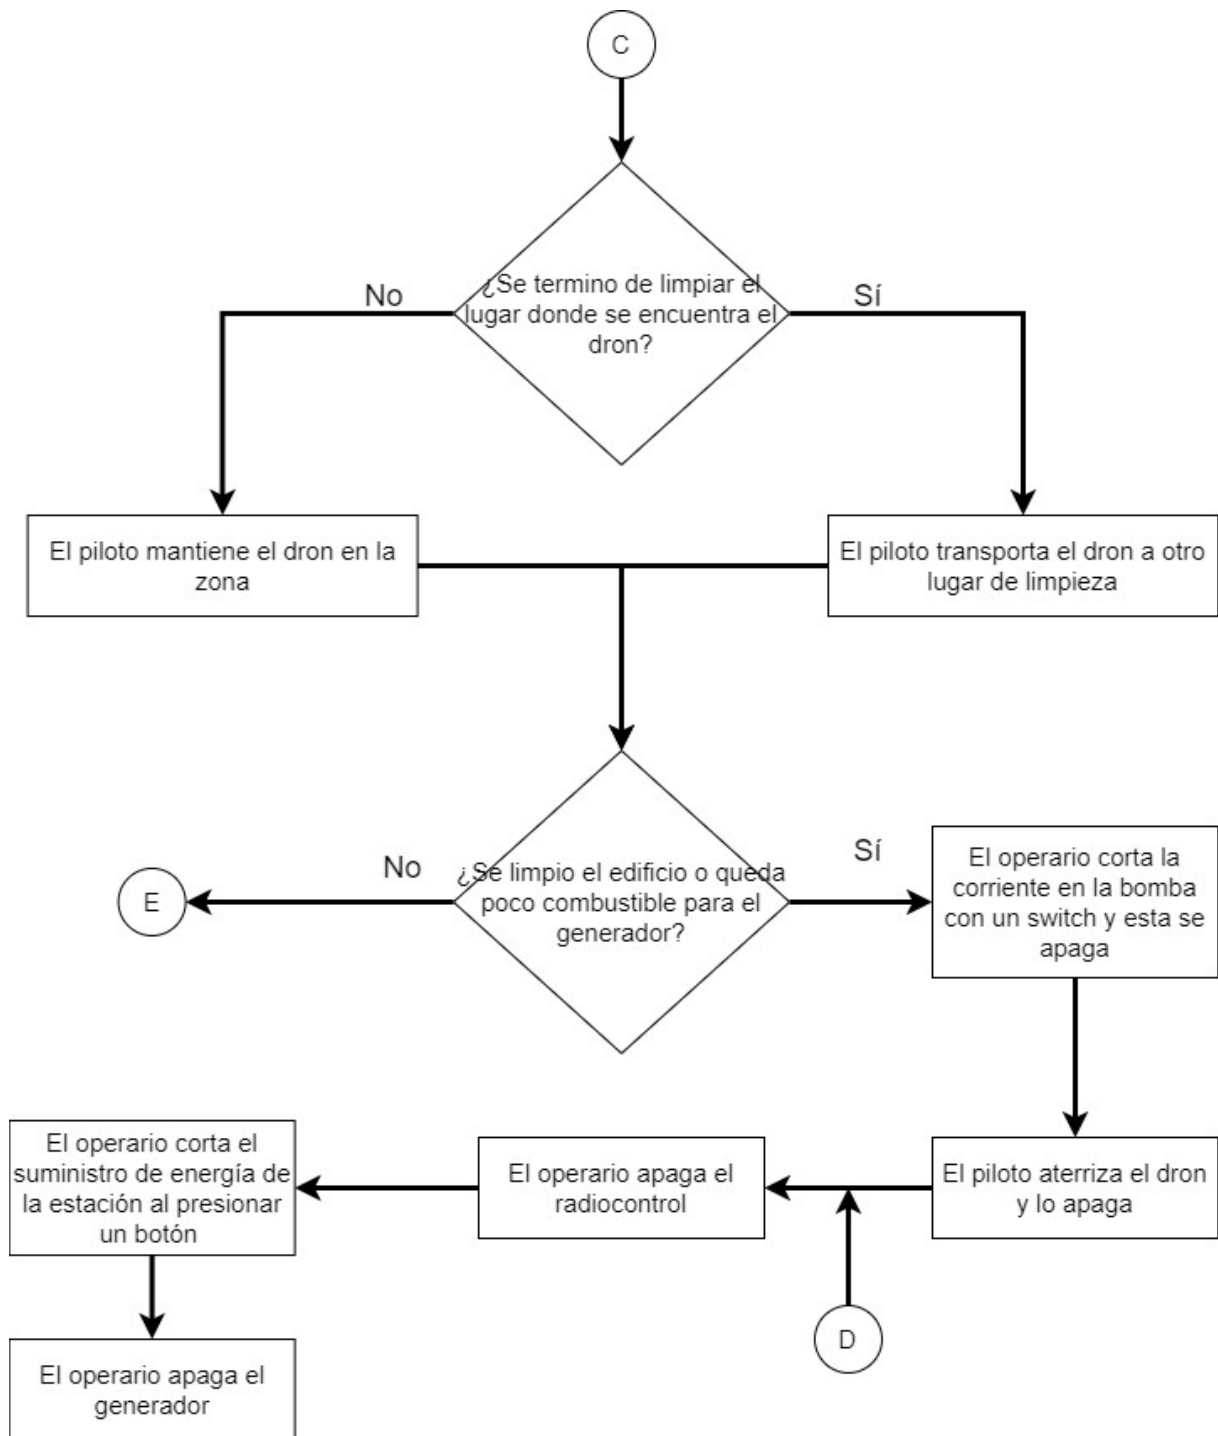 C
¿Se termino de limpiar el
lugar donde se encuentra el
dron?
No
Sí
El piloto mantiene el dron en la
zona
El piloto transporta el dron a otro
lugar de limpieza
¿Se limpio el edificio o queda
poco combustible para el
generador?
No
Sí
E
El operario corta la
corriente en la bomba
con un switch y esta se
apaga
El piloto aterriza el dron
y lo apaga
El operario apaga el
radiocontrol
D
El operario corta el
suministro de energía de
la estación al presionar
un botón
El operario apaga el
generador